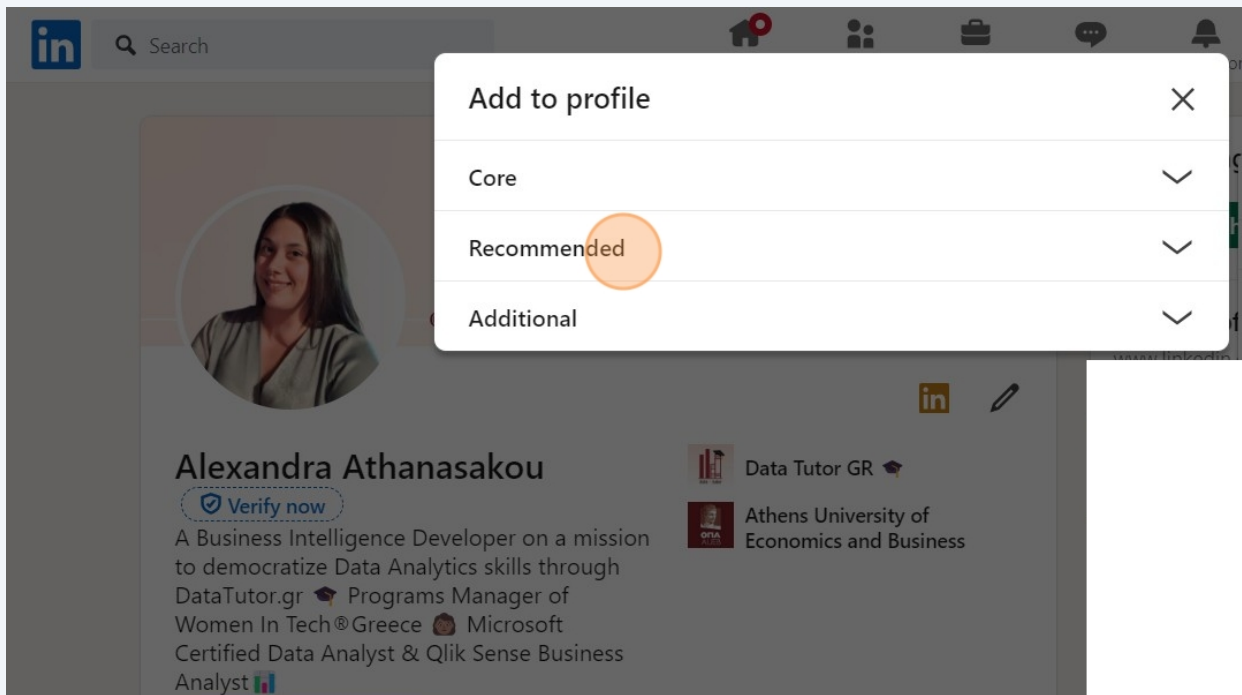 in
Search
Add to profile
Core
Recommended
Additional
in
Alexandra Athanasakou
Verify now
A Business Intelligence Developer on a mission
to democratize Data Analytics skills through
DataTutor.gr 🎓 Programs Manager of
Women In Tech®Greece 👩🏽 Microsoft
Certified Data Analyst & Qlik Sense Business
Analyst 📊
Data Tutor GR 🎓
Athens University of
Economics and Business